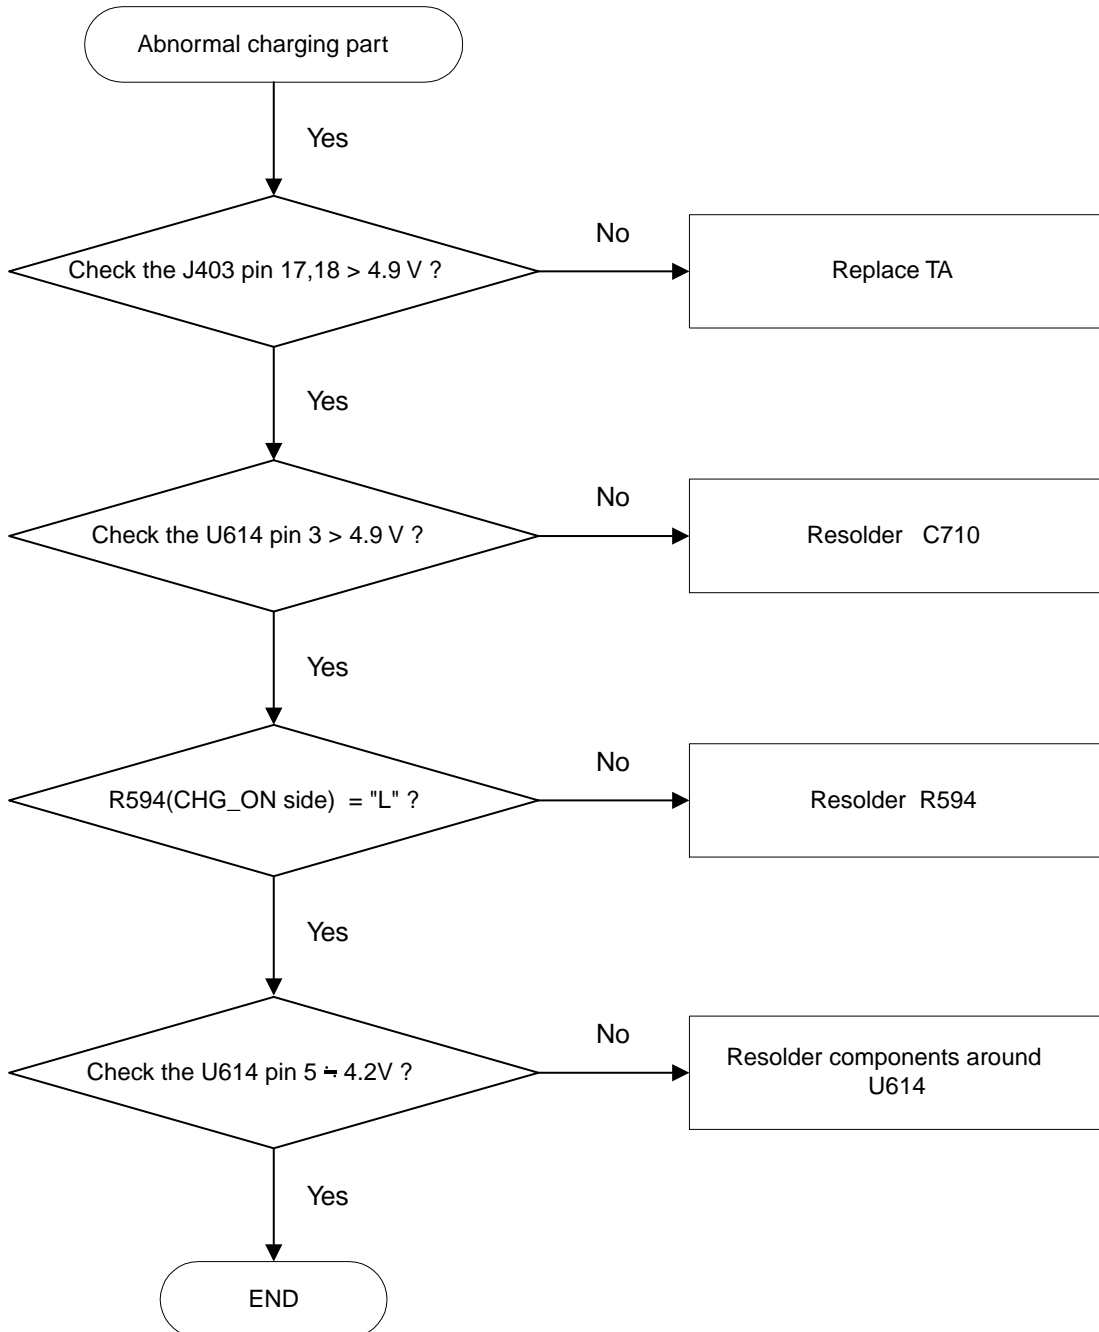 Abnormal charging part
Yes
Check the J403 pin 17,18 > 4.9 V ?
No
Replace TA
Yes
Check the U614 pin 3 > 4.9 V ?
No
Resolder C710
Yes
R594(CHG_ON side) = "L" ?
No
Resolder R594
Yes
Check the U614 pin 5 ≒ 4.2V ?
No
Resolder components around
U614
Yes
END